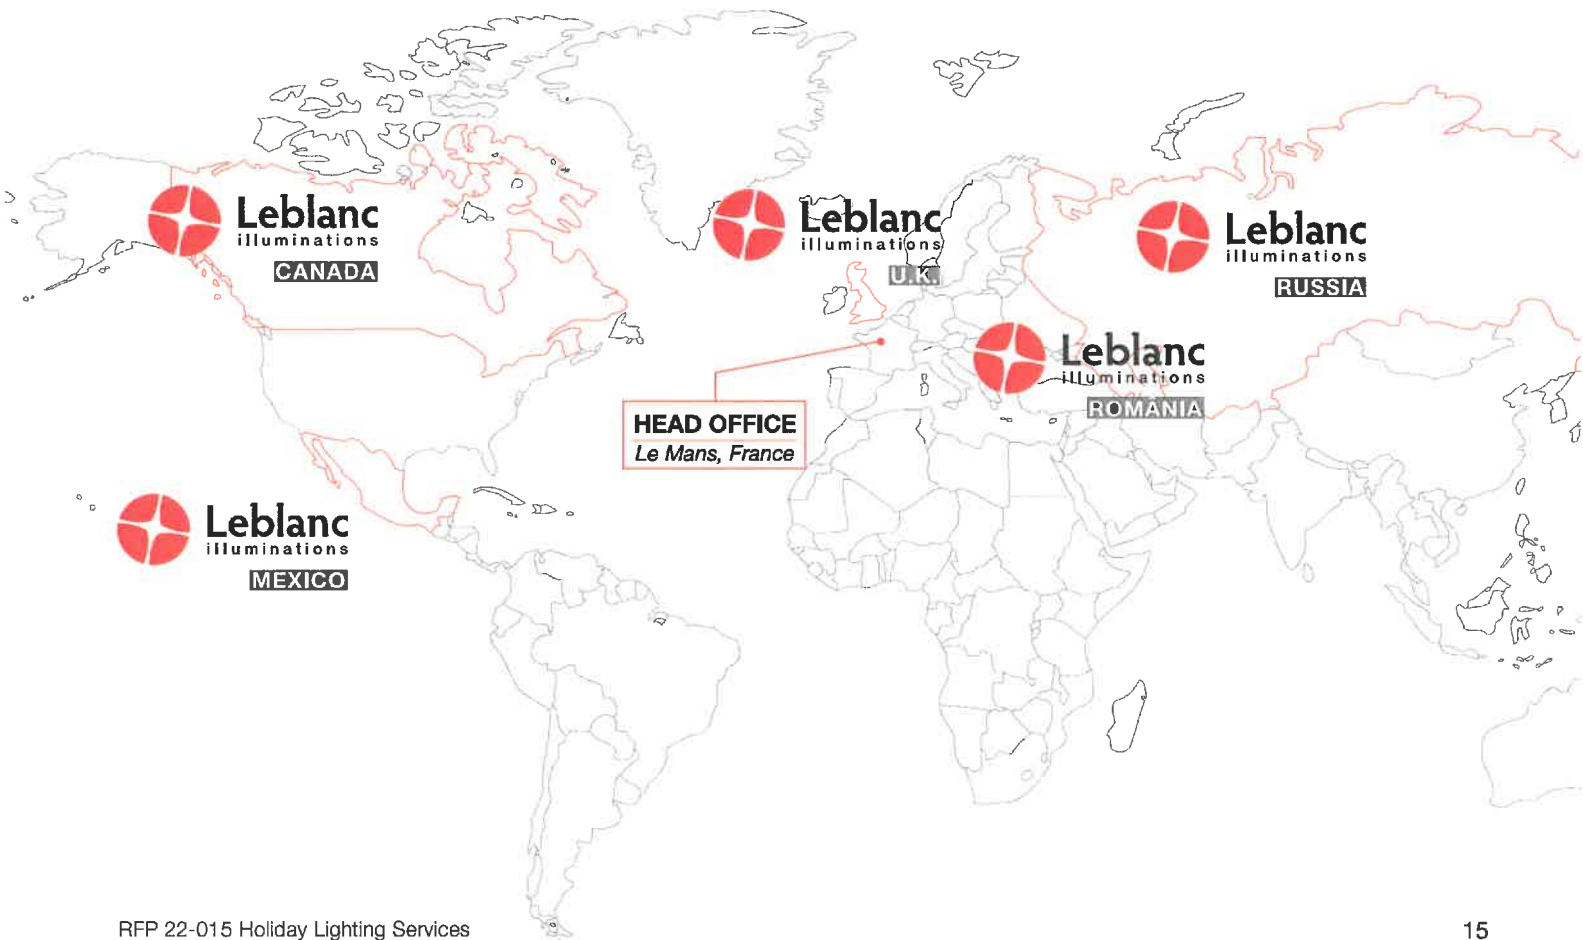 Leblanc
illuminations
CANADA
Leblanc
illuminations
U.K.
Leblanc
illuminations
RUSSIA
Leblanc
illuminations
ROMÂNIA
HEAD OFFICE
Le Mans, France
Leblanc
illuminations
MEXICO
RFP 22-015 Holiday Lighting Services
15